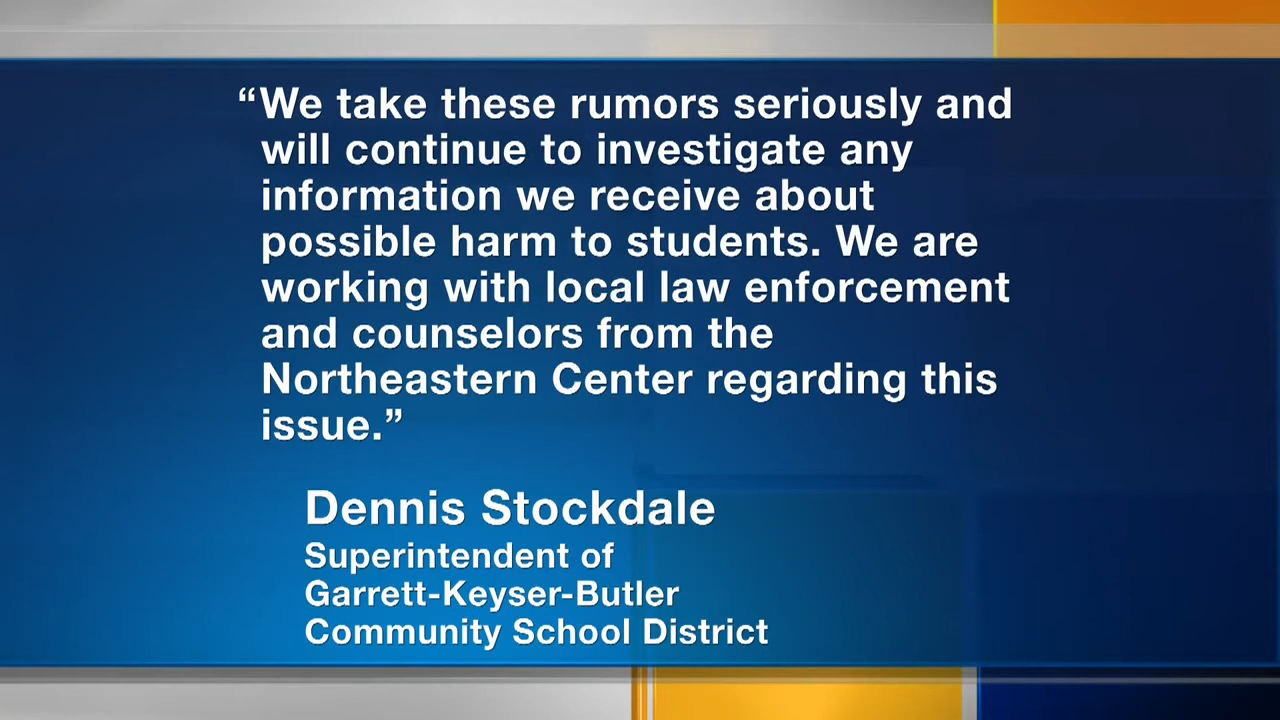 “We take these rumors seriously and
will continue to investigate any
information we receive about
possible harm to students. We are
working with local law enforcement
and counselors from the
Northeastern Center regarding this
issue.”
Dennis Stockdale
Superintendent of
Garrett-Keyser-Butler
Community School District